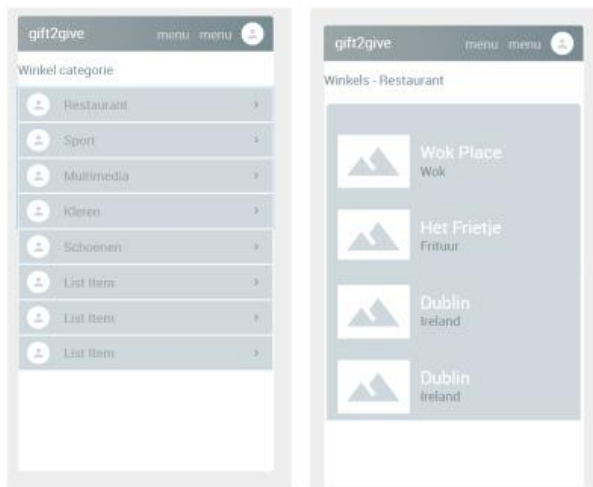 gift2give menu menu
Winkel categorie
Restaurant
Sport
Multimedia
Kleren
Schoenen
List Item
List Item
List Item
gift2give menu menu
Winkels - Restaurant
Wok Place
Wok
Het Frietje
Frituur
Dublin
Ireland
Dublin
Ireland